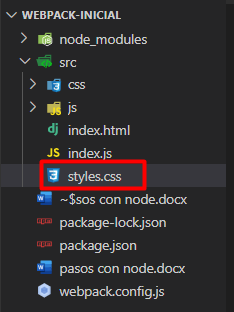 WEBPACK-INICIAL
node_modules
src
css
js
index.html
JS index.js
styles.css
~$sos con node.docx
package-lock.json
package.json
pasos con node.docx
webpack.config.js